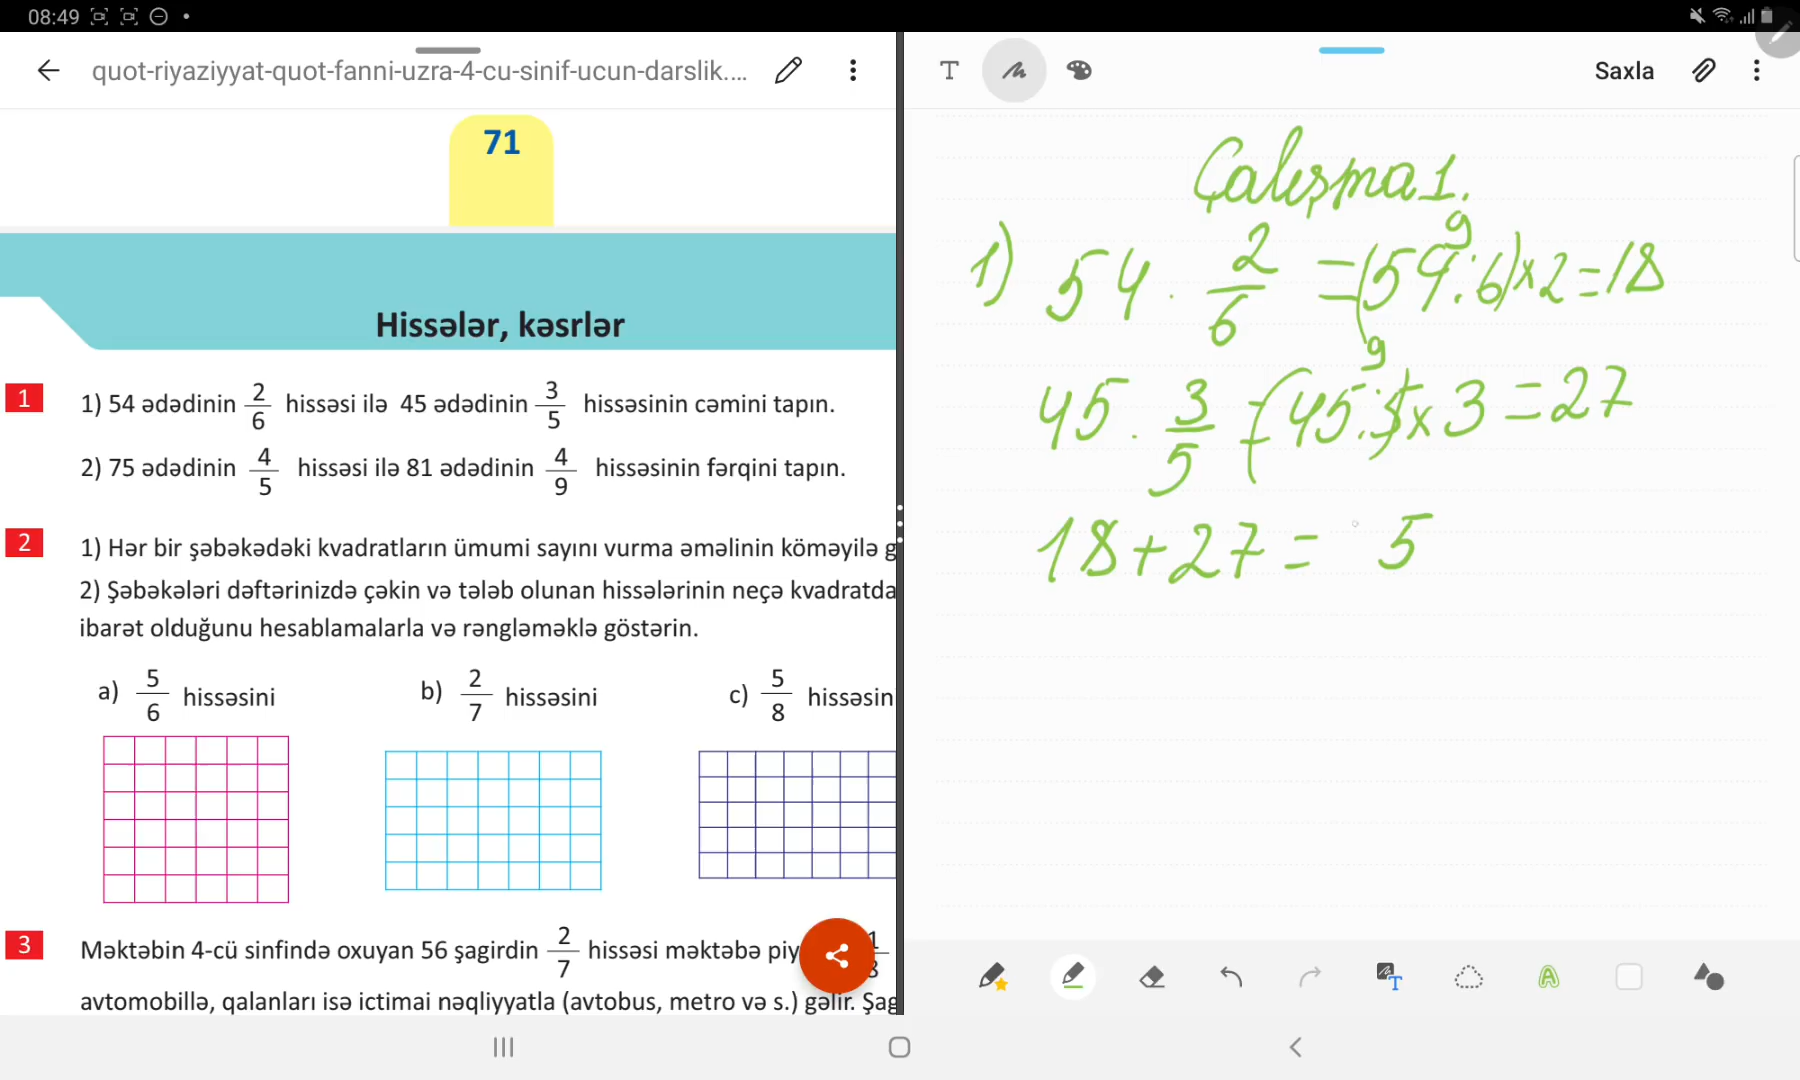 08:49
quot-riyaziyyat-quot-fanni-uzra-4-cu-sinif-ucun-darslik....
71
Hissələr, kəsrlər
1
1) 54 ədədinin 2/6 hissəsi ilə 45 ədədinin 3/5 hissəsinin cəmini tapın.
2) 75 ədədinin 4/5 hissəsi ilə 81 ədədinin 4/9 hissəsinin fərqini tapın.
2
1) Hər bir şəbəkədəki kvadratların ümumi sayını vurma əməlinin köməyilə g
2) Şəbəkələri dəftərinizdə çəkin və tələb olunan hissələrinin neçə kvadratda
ibarət olduğunu hesablamalarla və rəngləməklə göstərin.
a) 5/6 hissəsini
b) 2/7 hissəsini
c) 5/8 hissəsin
3
Məktəbin 4-cü sinfində oxuyan 56 şagirdin 2/7 hissəsi məktəbə piy
avtomobillə, qalanları isə ictimai nəqliyyatla (avtobus, metro və s.) gəlir. Şag
T
Saxla
Çalışma 1.
9
1) 54 · 2/6 = (54:6) × 2 = 18
9
45 · 3/5 = (45:5) × 3 = 27
18 + 27 = 5